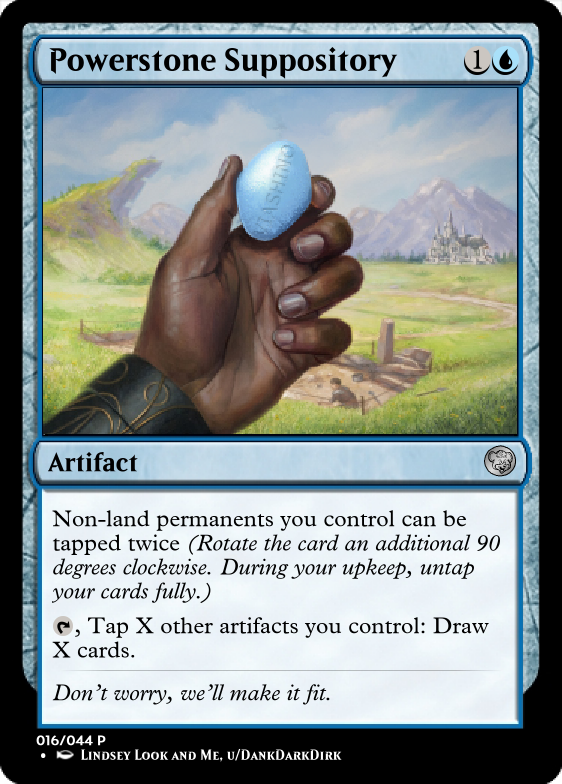 Powerstone Suppository
1
Artifact
Non-land permanents you control can be
tapped twice (Rotate the card an additional 90
degrees clockwise. During your upkeep, untap
your cards fully.)
, Tap X other artifacts you control: Draw
X cards.
Don't worry, we'll make it fit.
016/044 P
• Lindsey Look and Me, u/DankDarkDirk